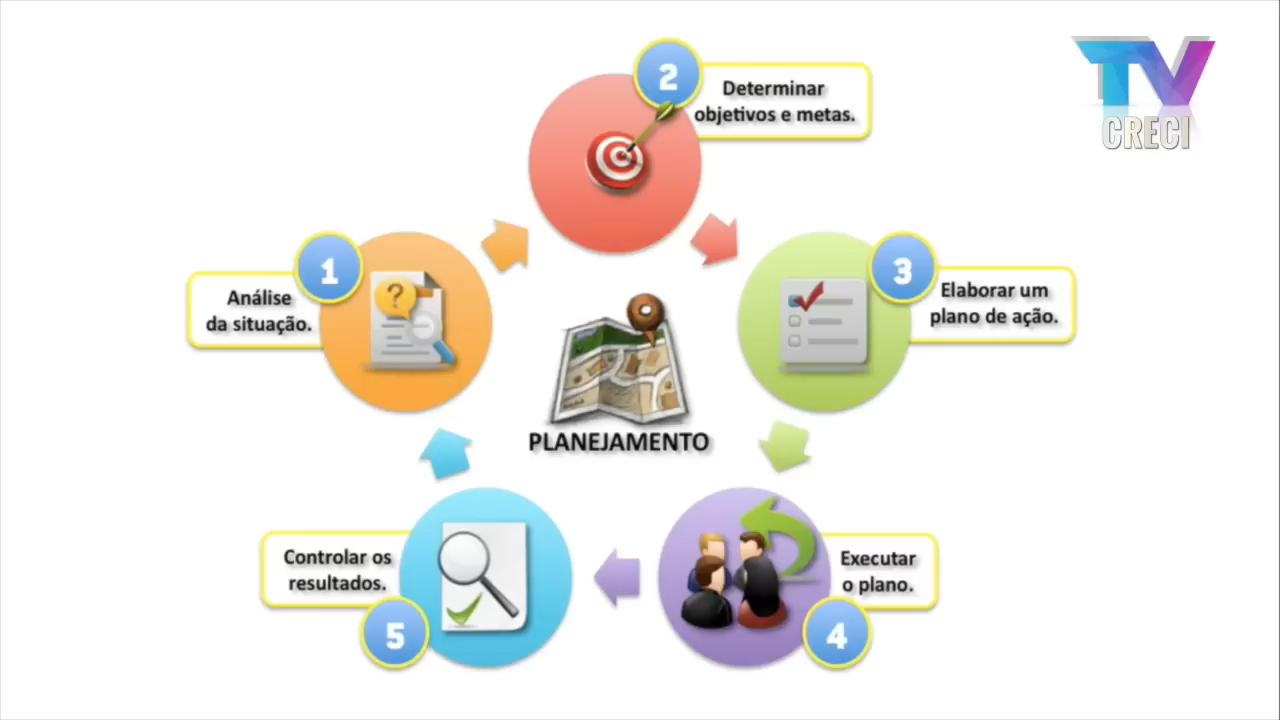 TV
CRECI
1
Análise
da situação.
2
Determinar
objetivos e metas.
3
Elaborar um
plano de ação.
4
Executar
o plano.
5
Controlar os
resultados.
PLANEJAMENTO
?